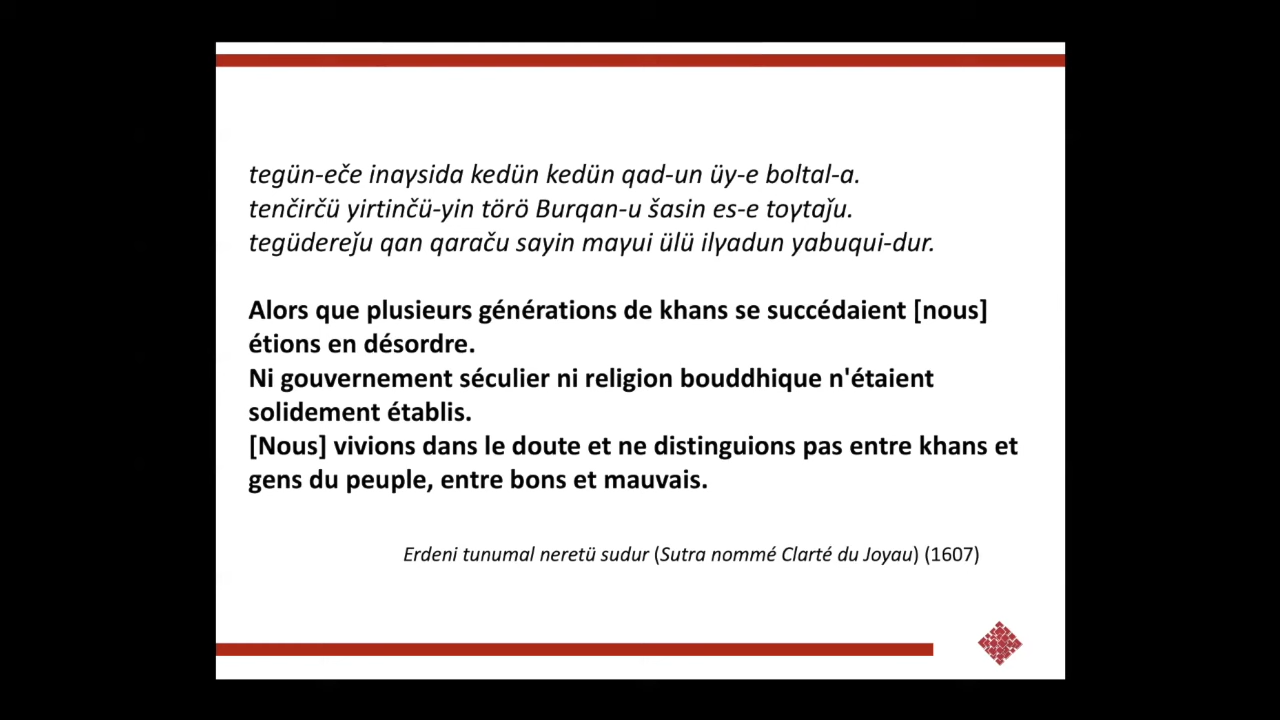 tegün-eče inaγsida kedün kedün qad-un üy-e boltal-a.
tenčirčü yirtinčü-yin törö Burqan-u šasin es-e toγtaǰu.
tegüdereǰu qan qaraču sayin maγui ülü ilγadun yabuqui-dur.
Alors que plusieurs générations de khans se succédaient [nous]
étions en désordre.
Ni gouvernement séculier ni religion bouddhique n'étaient
solidement établis.
[Nous] vivions dans le doute et ne distinguions pas entre khans et
gens du peuple, entre bons et mauvais.
Erdeni tunumal neretü sudur (Sutra nommé Clarté du Joyau) (1607)